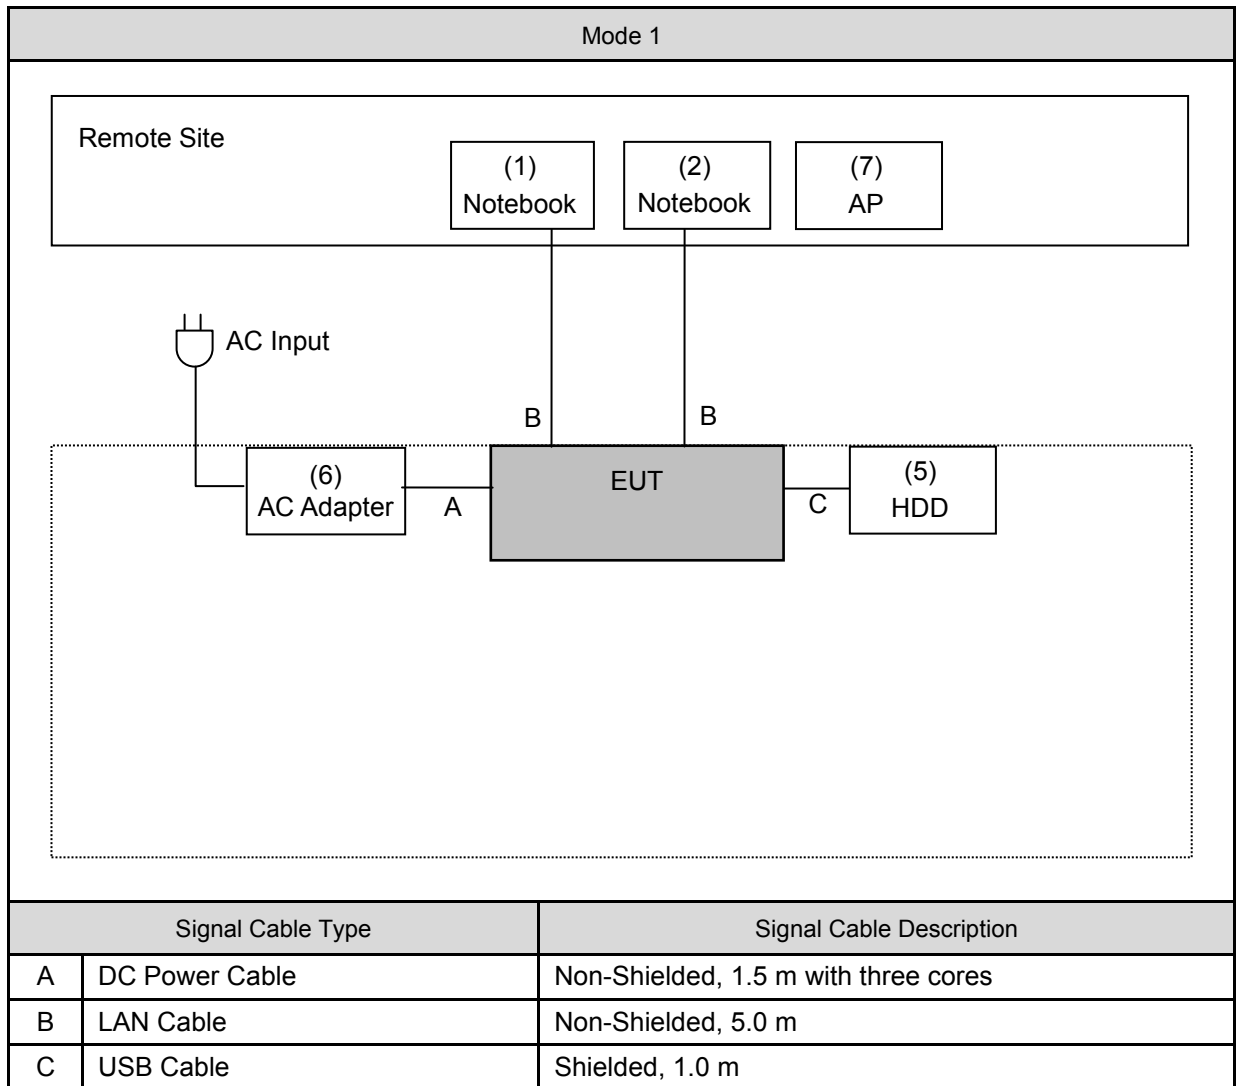 Mode 1
Remote Site
(1)
Notebook
(2)
Notebook
(7)
AP
AC Input
B
B
(6)
AC Adapter
A
EUT
C
(5)
HDD
Signal Cable Type
Signal Cable Description
A DC Power Cable Non-Shielded, 1.5 m with three cores
B LAN Cable Non-Shielded, 5.0 m
C USB Cable Shielded, 1.0 m